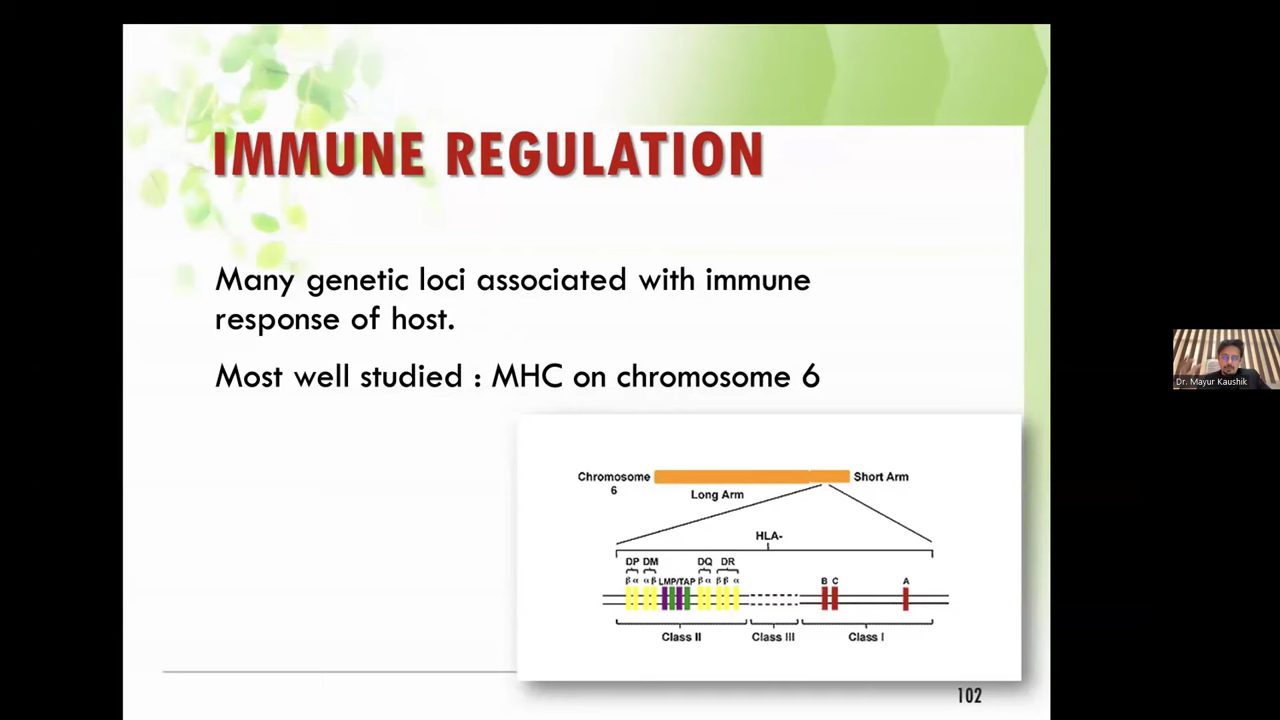 IMMUNE REGULATION
Many genetic loci associated with immune
response of host.
Most well studied : MHC on chromosome 6
Chromosome
6
Short Arm
Long Arm
HLA-
DP DM DQ DR
β α α β LMP/TAP β α β β α B C A
Class II Class III Class I
102
Dr. Mayur Kaushik